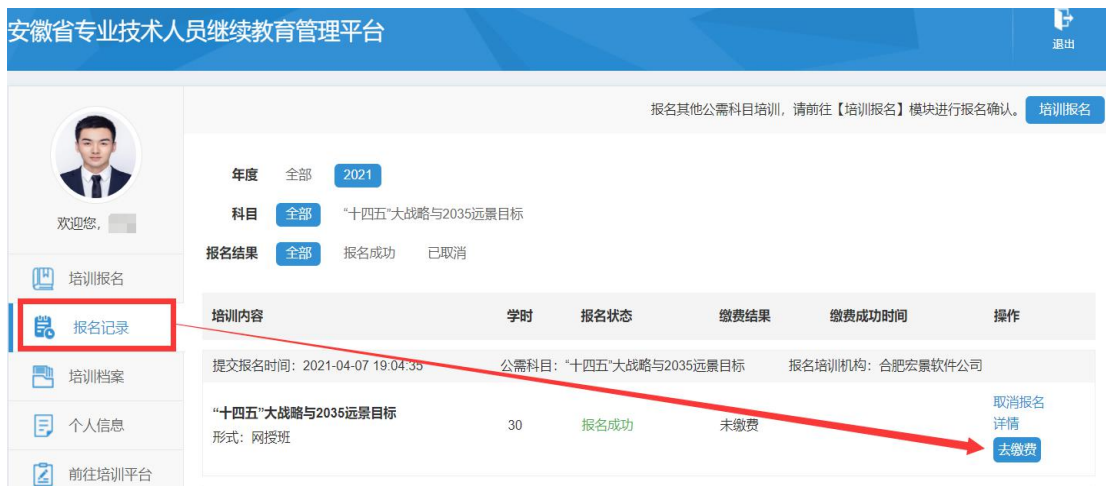 安徽省专业技术人员继续教育管理平台
退出
报名其他公需科目培训，请前往【培训报名】模块进行报名确认。 培训报名
年度 全部 2021
科目 全部 “十四五”大战略与2035远景目标
报名结果 全部 报名成功 已取消
欢迎您，
培训报名
报名记录
培训档案
个人信息
前往培训平台
培训内容 学时 报名状态 缴费结果 缴费成功时间 操作
提交报名时间：2021-04-07 19:04:35 公需科目：“十四五”大战略与2035远景目标 报名培训机构：合肥宏景软件公司
“十四五”大战略与2035远景目标
形式：网授班
30 报名成功 未缴费
取消报名
详情
去缴费